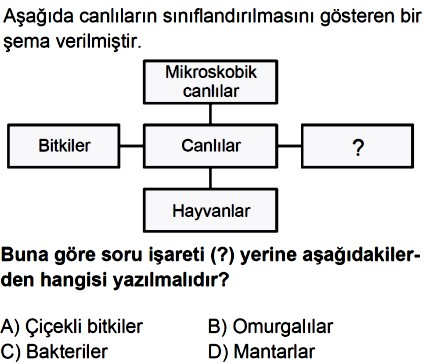 Aşağıda canlıların sınıflandırılmasını gösteren bir
şema verilmiştir.
Mikroskobik
canlılar
Bitkiler
Canlılar
?
Hayvanlar
Buna göre soru işareti (?) yerine aşağıdakiler-
den hangisi yazılmalıdır?
A) Çiçekli bitkiler
B) Omurgalılar
C) Bakteriler
D) Mantarlar